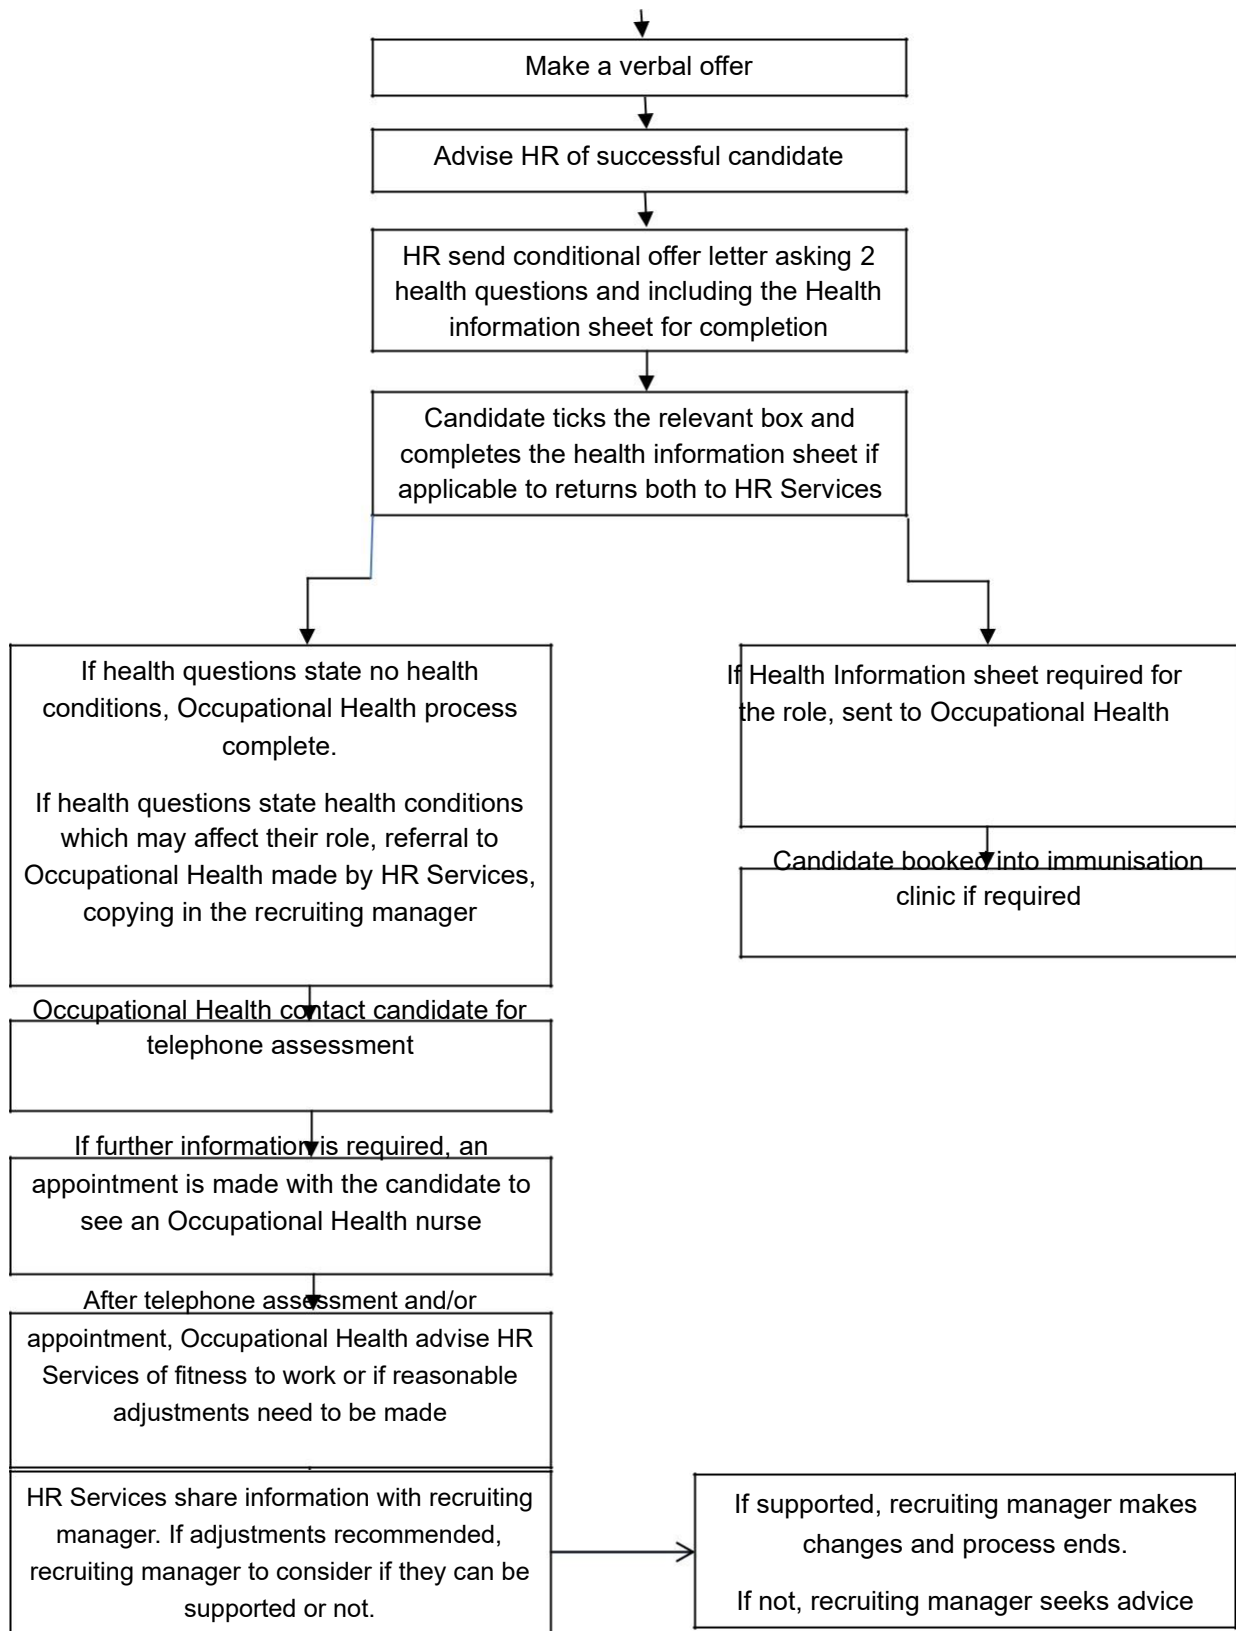 Make a verbal offer
Advise HR of successful candidate
HR send conditional offer letter asking 2
health questions and including the Health
information sheet for completion
Candidate ticks the relevant box and
completes the health information sheet if
applicable to returns both to HR Services
If health questions state no health
conditions, Occupational Health process
complete.
If health questions state health conditions
which may affect their role, referral to
Occupational Health made by HR Services,
copying in the recruiting manager
If Health Information sheet required for
the role, sent to Occupational Health
Candidate booked into immunisation
clinic if required
Occupational Health contact candidate for
telephone assessment
If further information is required, an
appointment is made with the candidate to
see an Occupational Health nurse
After telephone assessment and/or
appointment, Occupational Health advise HR
Services of fitness to work or if reasonable
adjustments need to be made
HR Services share information with recruiting
manager. If adjustments recommended,
recruiting manager to consider if they can be
supported or not.
If supported, recruiting manager makes
changes and process ends.
If not, recruiting manager seeks advice